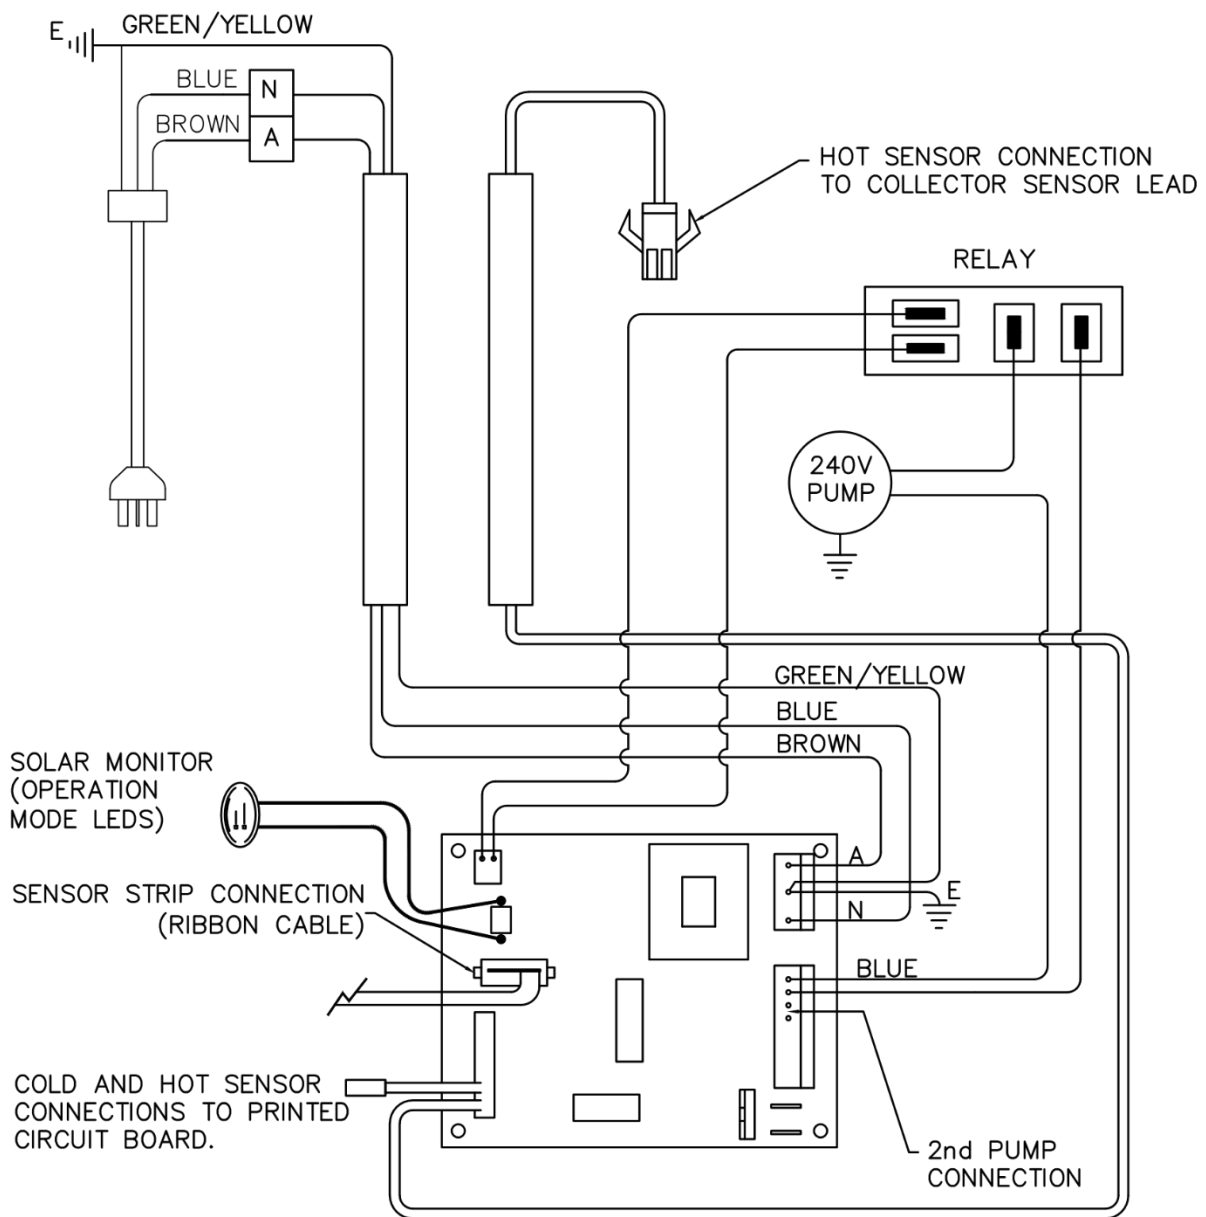 E
GREEN/YELLOW
BLUE
N
BROWN
A
HOT SENSOR CONNECTION
TO COLLECTOR SENSOR LEAD
RELAY
240V
PUMP
GREEN/YELLOW
BLUE
BROWN
SOLAR MONITOR
(OPERATION
MODE LEDS)
A
SENSOR STRIP CONNECTION
(RIBBON CABLE)
E
N
BLUE
COLD AND HOT SENSOR
CONNECTIONS TO PRINTED
CIRCUIT BOARD.
2nd PUMP
CONNECTION